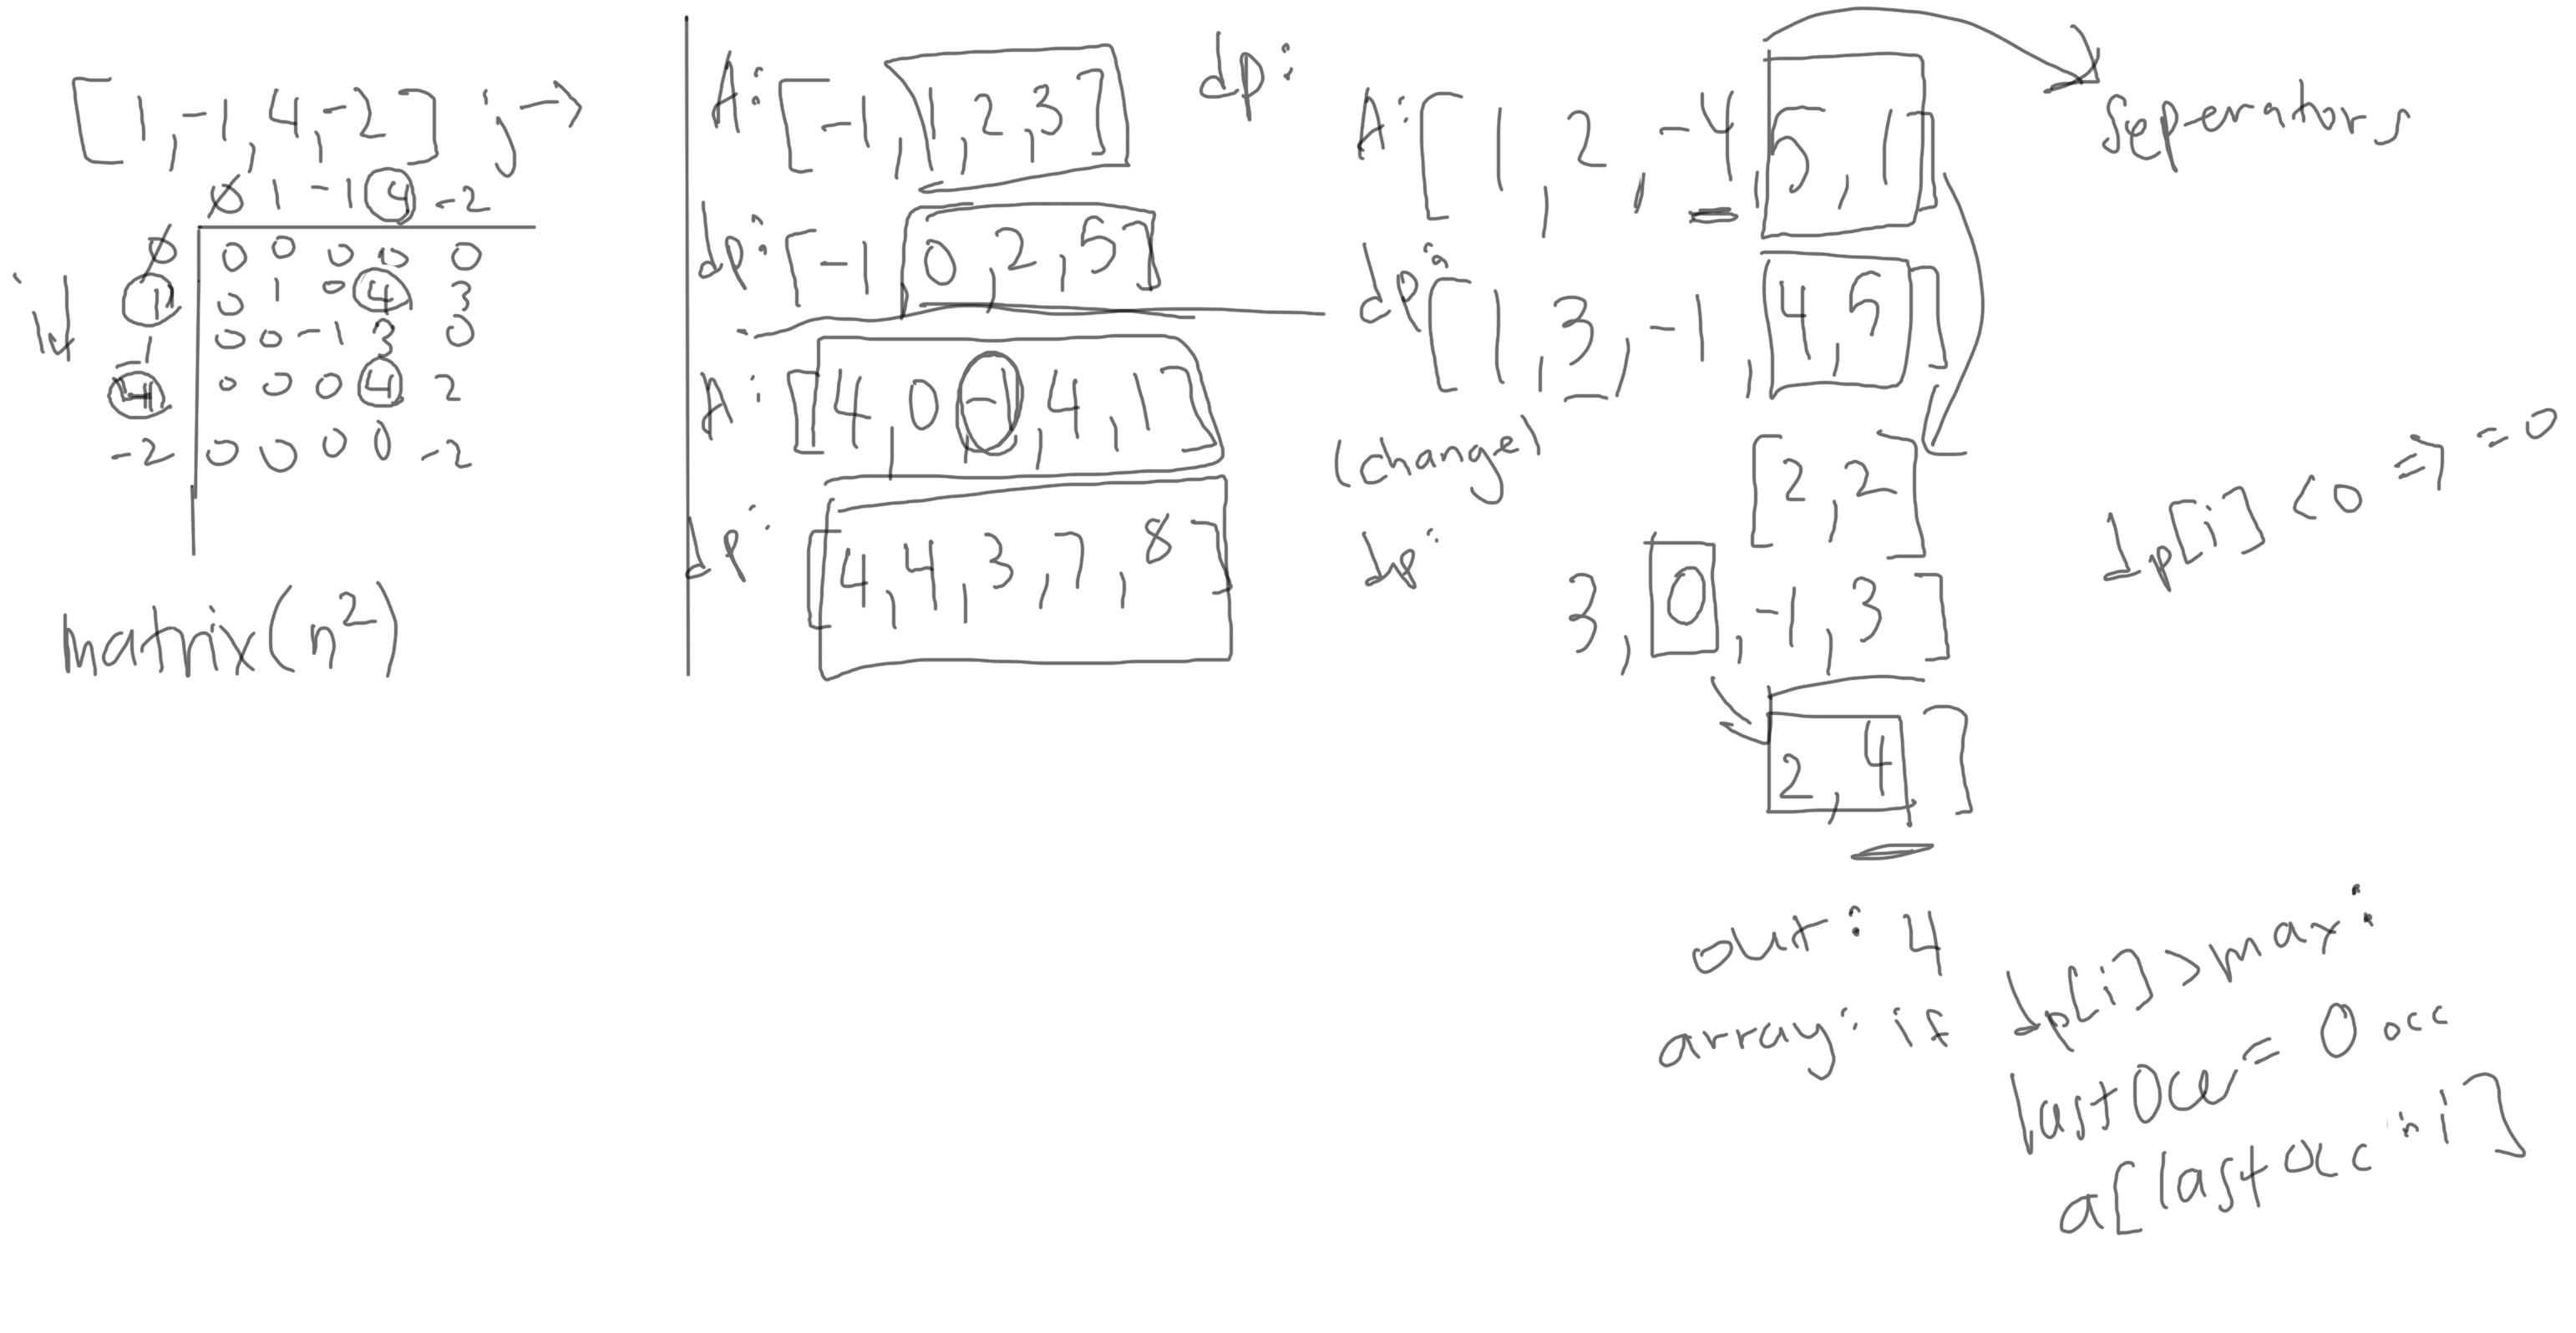 [1,-1,4,-2] j→
∅ 1 -1 4 -2
i↓
∅ 0 0 0 0 0
1 0 1 0 4 3
-1 0 0 -1 3 0
4 0 0 0 4 2
-2 0 0 0 0 -2
matrix(n²)
A: [-1,1,2,3] dp:
dp: [-1,0,2,5]
A: [4,0,-1,4,1]
dp: [4,4,3,7,8]
A: [1,2,-4,5,1]
Seperators
dp: [1,3,-1,4,5]
(change)
[2,2]
dp:
3,0,-1,3]
2,4,]
dp[i]<0 => =0
out: 4
array: if dp[i]>max:
lastOcc= 0 occ
a[lastocc:i]